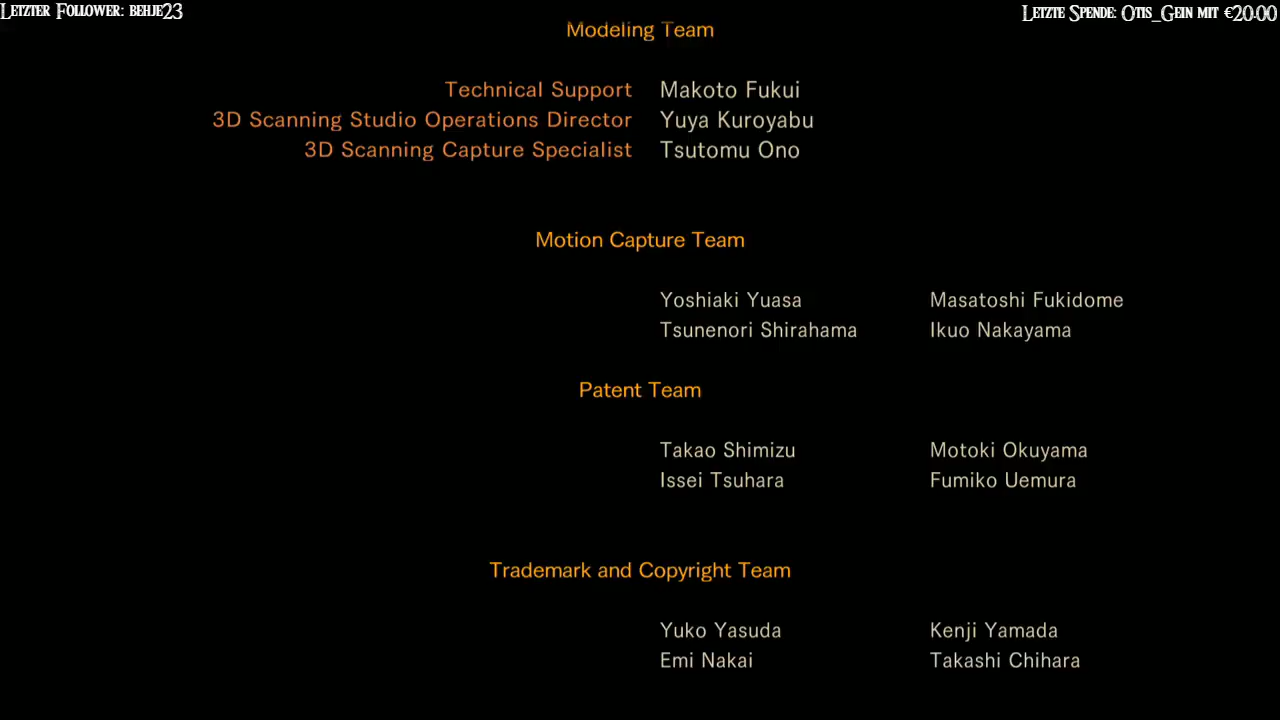 Letzter Follower: behje23
Letzte Spende: Otis_Gein mit €20.00
Modeling Team
Technical Support Makoto Fukui
3D Scanning Studio Operations Director Yuya Kuroyabu
3D Scanning Capture Specialist Tsutomu Ono
Motion Capture Team
Yoshiaki Yuasa Masatoshi Fukidome
Tsunenori Shirahama Ikuo Nakayama
Patent Team
Takao Shimizu Motoki Okuyama
Issei Tsuhara Fumiko Uemura
Trademark and Copyright Team
Yuko Yasuda Kenji Yamada
Emi Nakai Takashi Chihara